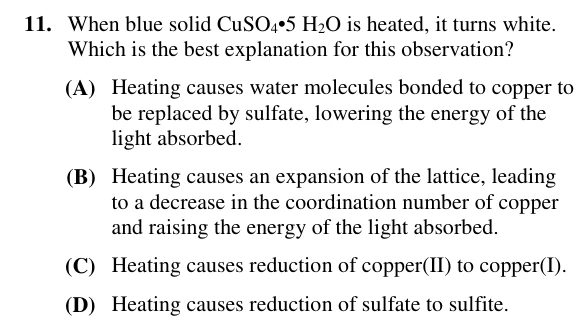 11. When blue solid CuSO₄•5 H₂O is heated, it turns white.
Which is the best explanation for this observation?
(A) Heating causes water molecules bonded to copper to
be replaced by sulfate, lowering the energy of the
light absorbed.
(B) Heating causes an expansion of the lattice, leading
to a decrease in the coordination number of copper
and raising the energy of the light absorbed.
(C) Heating causes reduction of copper(II) to copper(I).
(D) Heating causes reduction of sulfate to sulfite.